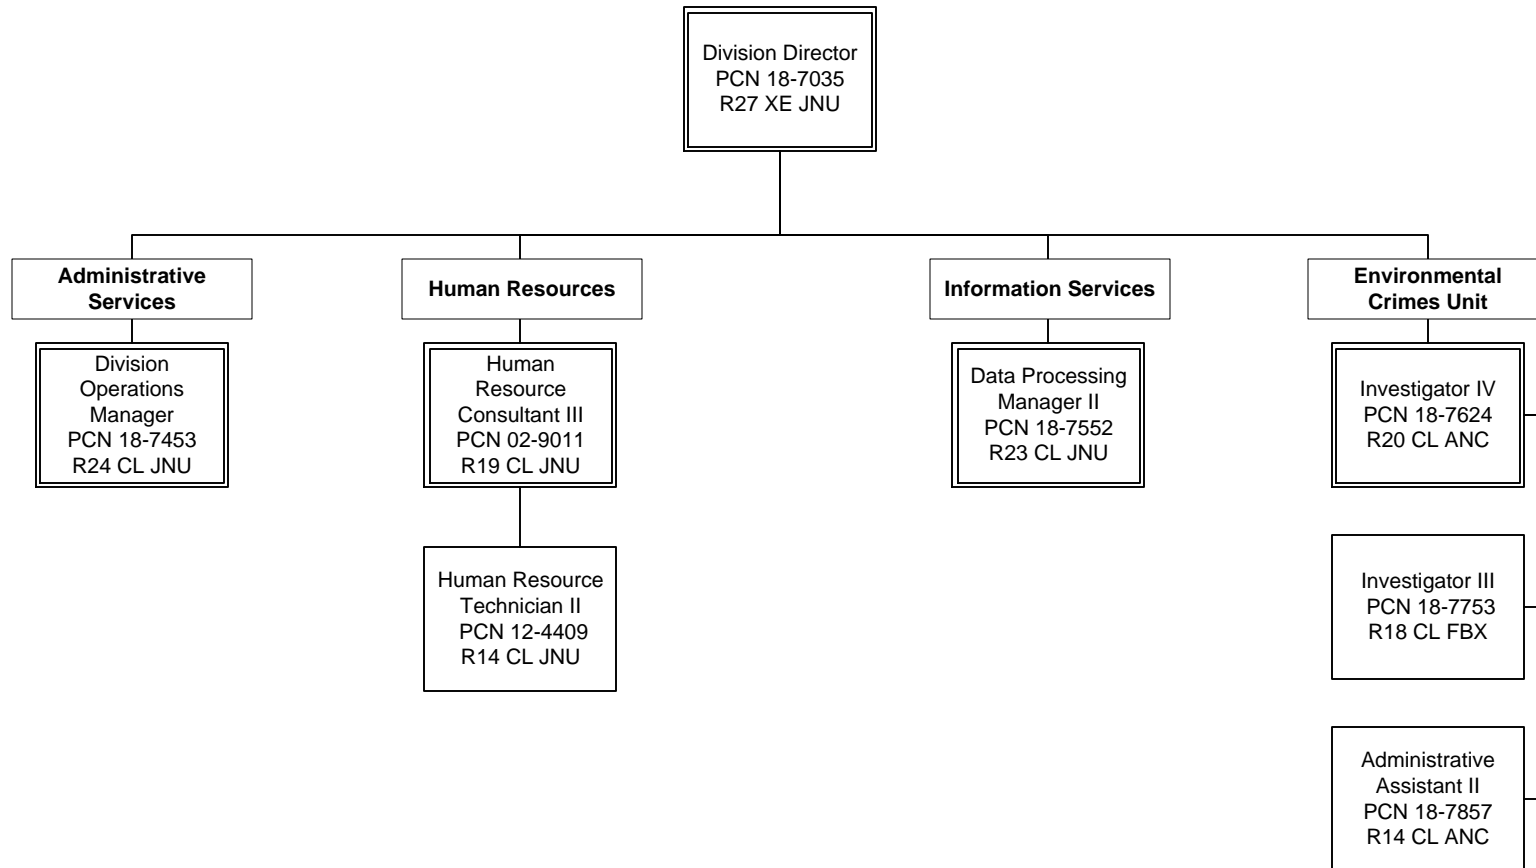 Division Director
PCN 18-7035
R27 XE JNU
Administrative
Services
Human Resources
Information Services
Environmental
Crimes Unit
Division
Operations
Manager
PCN 18-7453
R24 CL JNU
Human
Resource
Consultant III
PCN 02-9011
R19 CL JNU
Data Processing
Manager II
PCN 18-7552
R23 CL JNU
Investigator IV
PCN 18-7624
R20 CL ANC
Human Resource
Technician II
PCN 12-4409
R14 CL JNU
Investigator III
PCN 18-7753
R18 CL FBX
Administrative
Assistant II
PCN 18-7857
R14 CL ANC